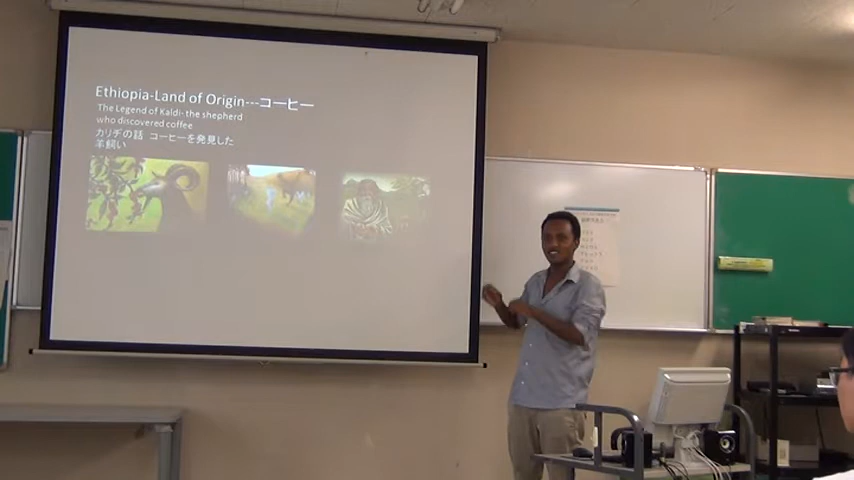 Ethiopia-Land of Origin---コーヒー
The Legend of Kaldi- the shepherd
who discovered coffee
カリヂの話 コーヒーを発見した
羊飼い